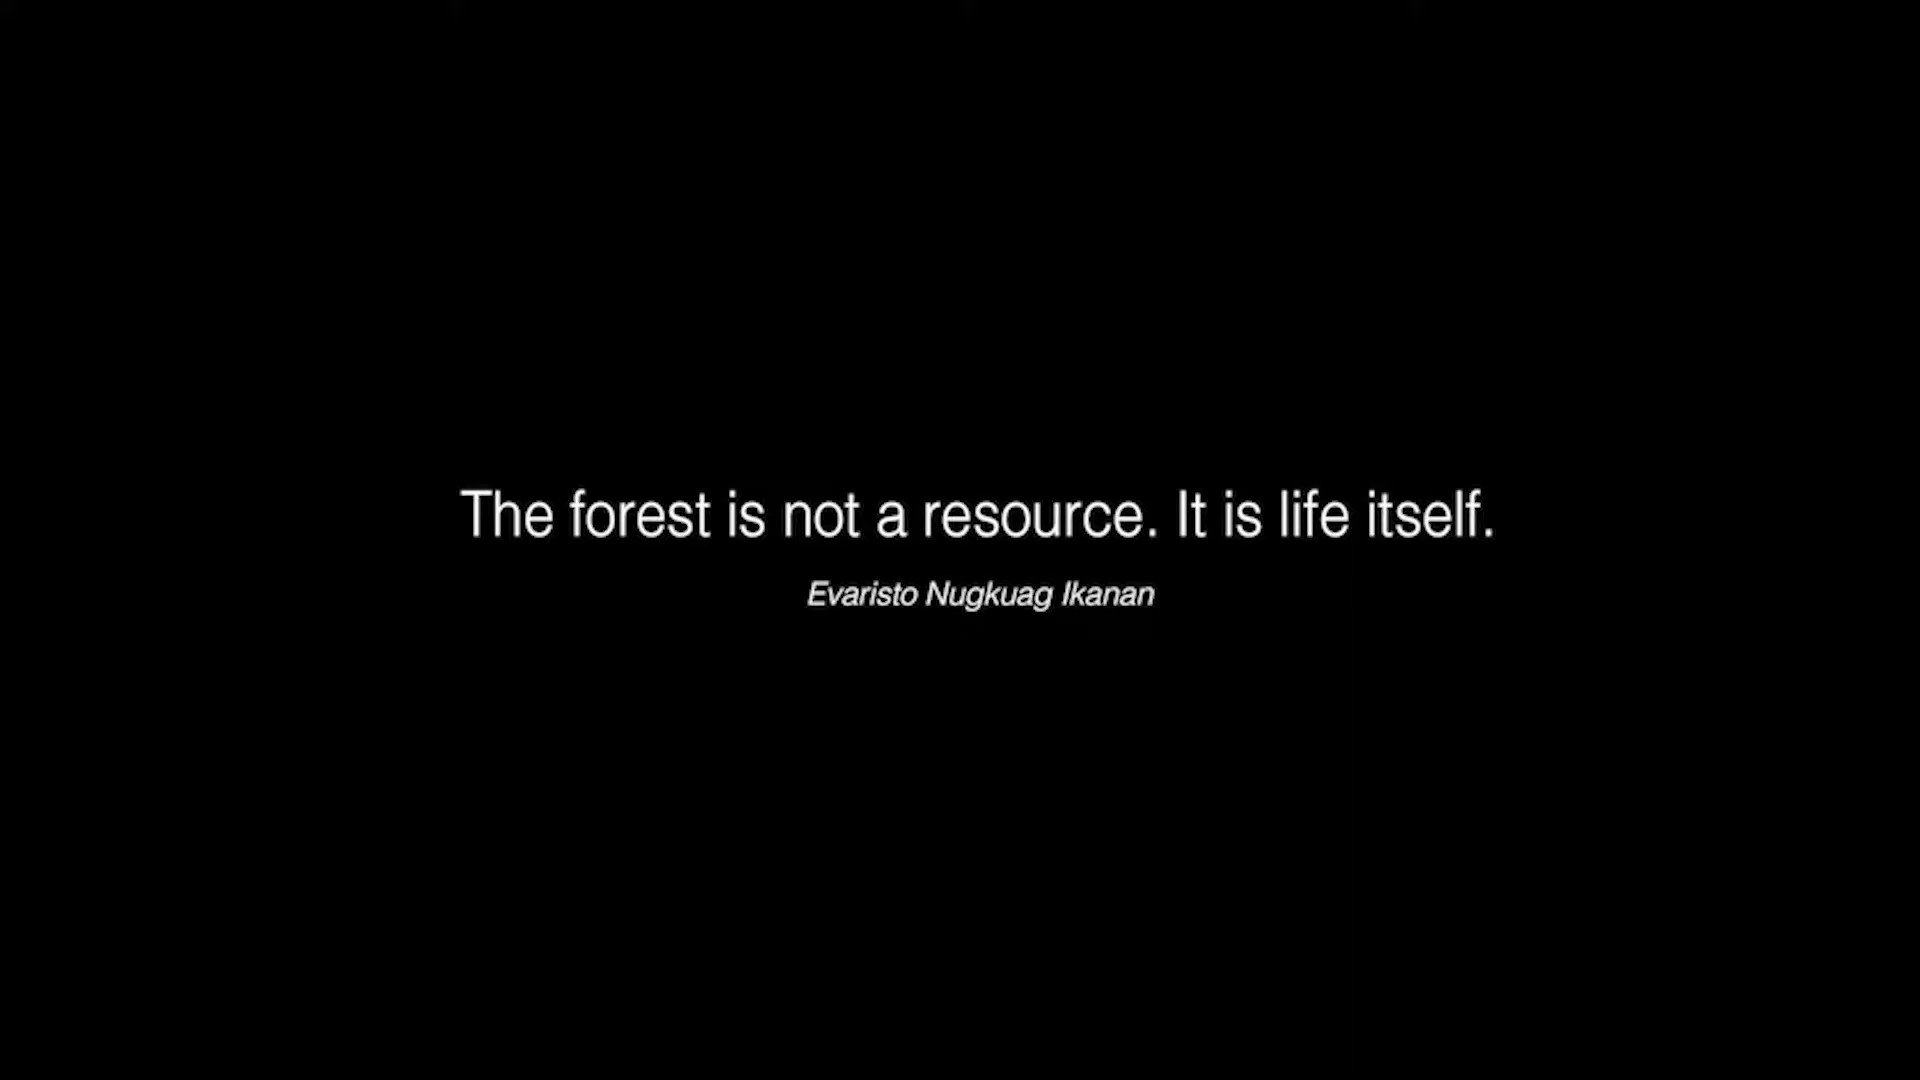 The forest is not a resource. It is life itself.
Evaristo Nugkuag Ikanan